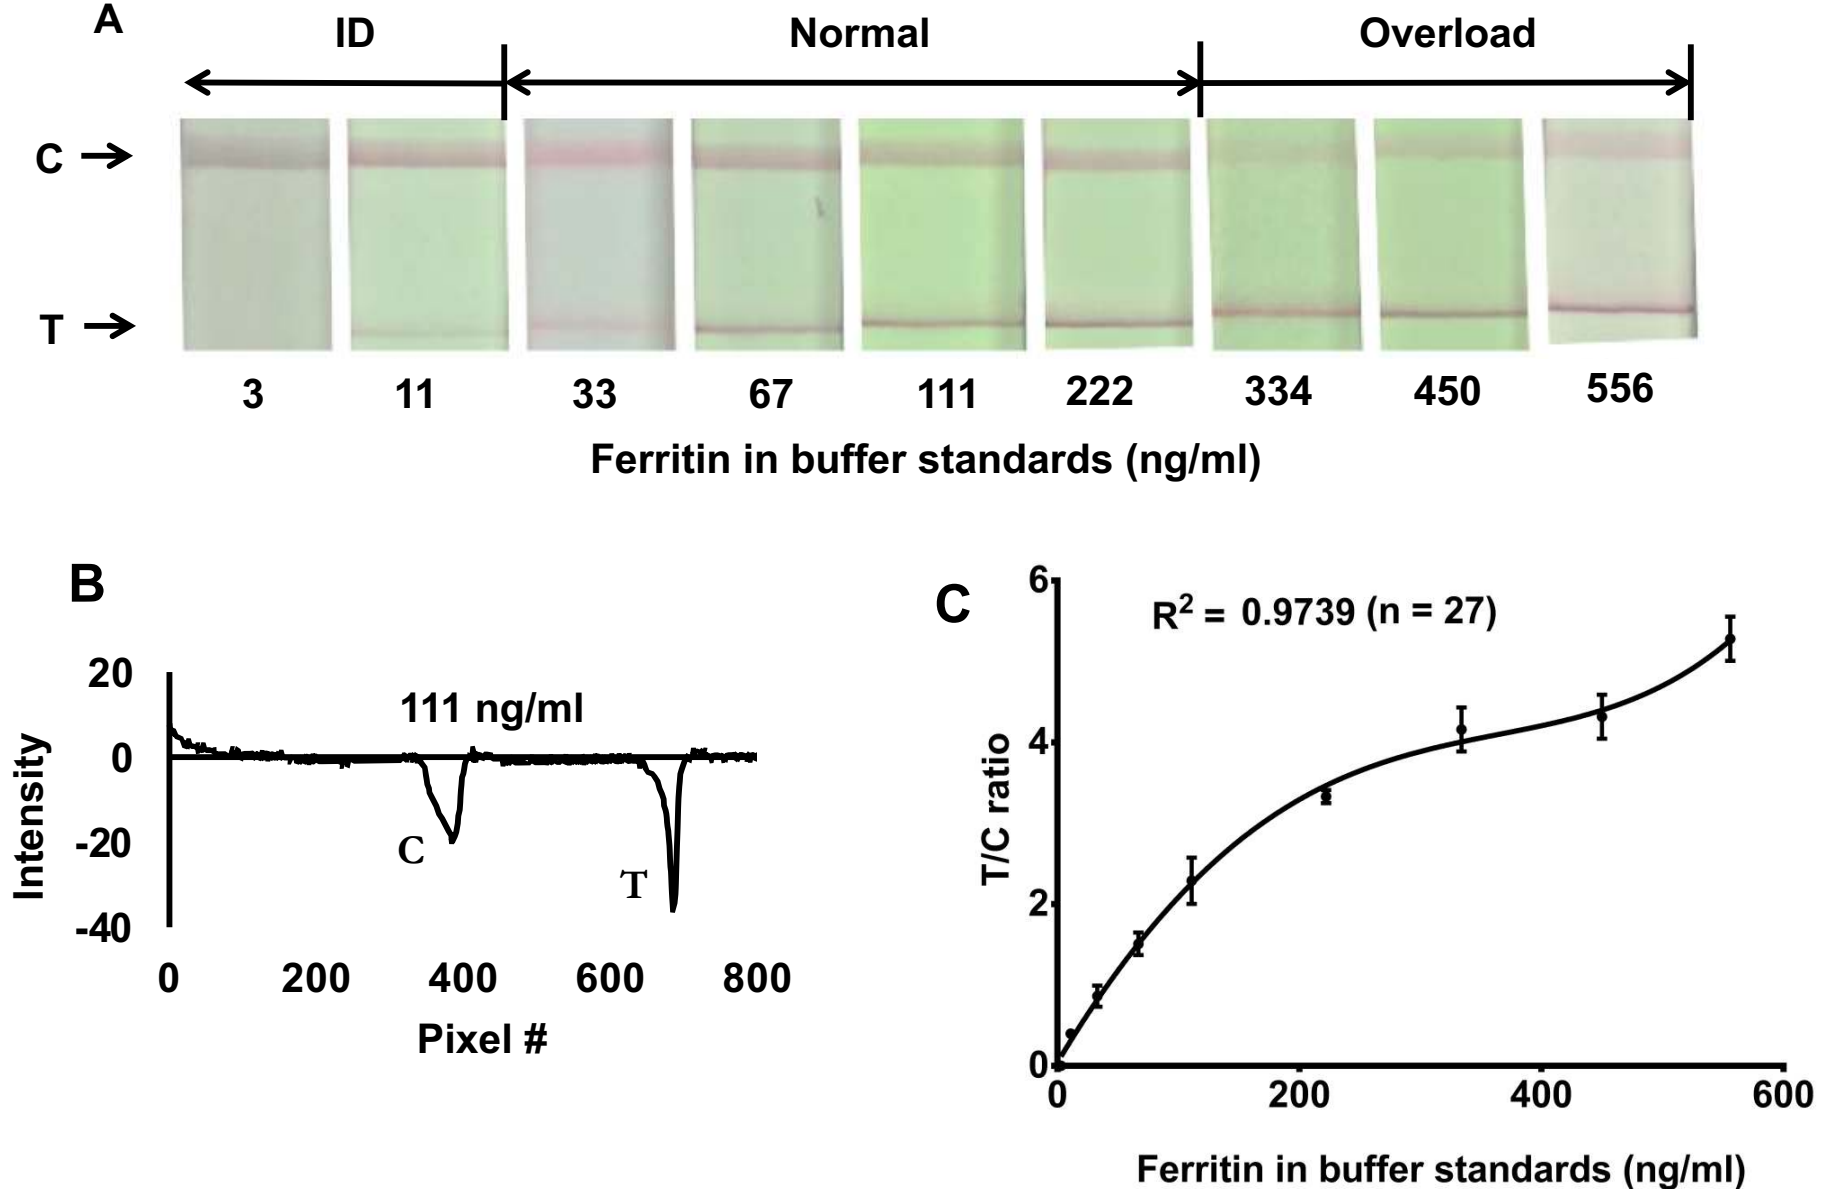 A
ID Normal Overload
C
T
3 11 33 67 111 222 334 450 556
Ferritin in buffer standards (ng/ml)
B
20
0
-20
-40
Intensity
111 ng/ml
C
T
0 200 400 600 800
Pixel #
C
R² = 0.9739 (n = 27)
6
4
2
0
T/C ratio
0 200 400 600
Ferritin in buffer standards (ng/ml)